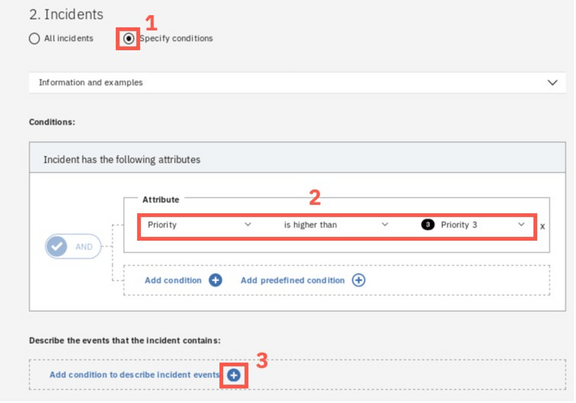 2. Incidents
1
All incidents
Specify conditions
Information and examples
Conditions:
Incident has the following attributes
2
Attribute
Priority is higher than 3 Priority 3 x
AND
Add condition Add predefined condition
Describe the events that the incident contains:
3
Add condition to describe incident events